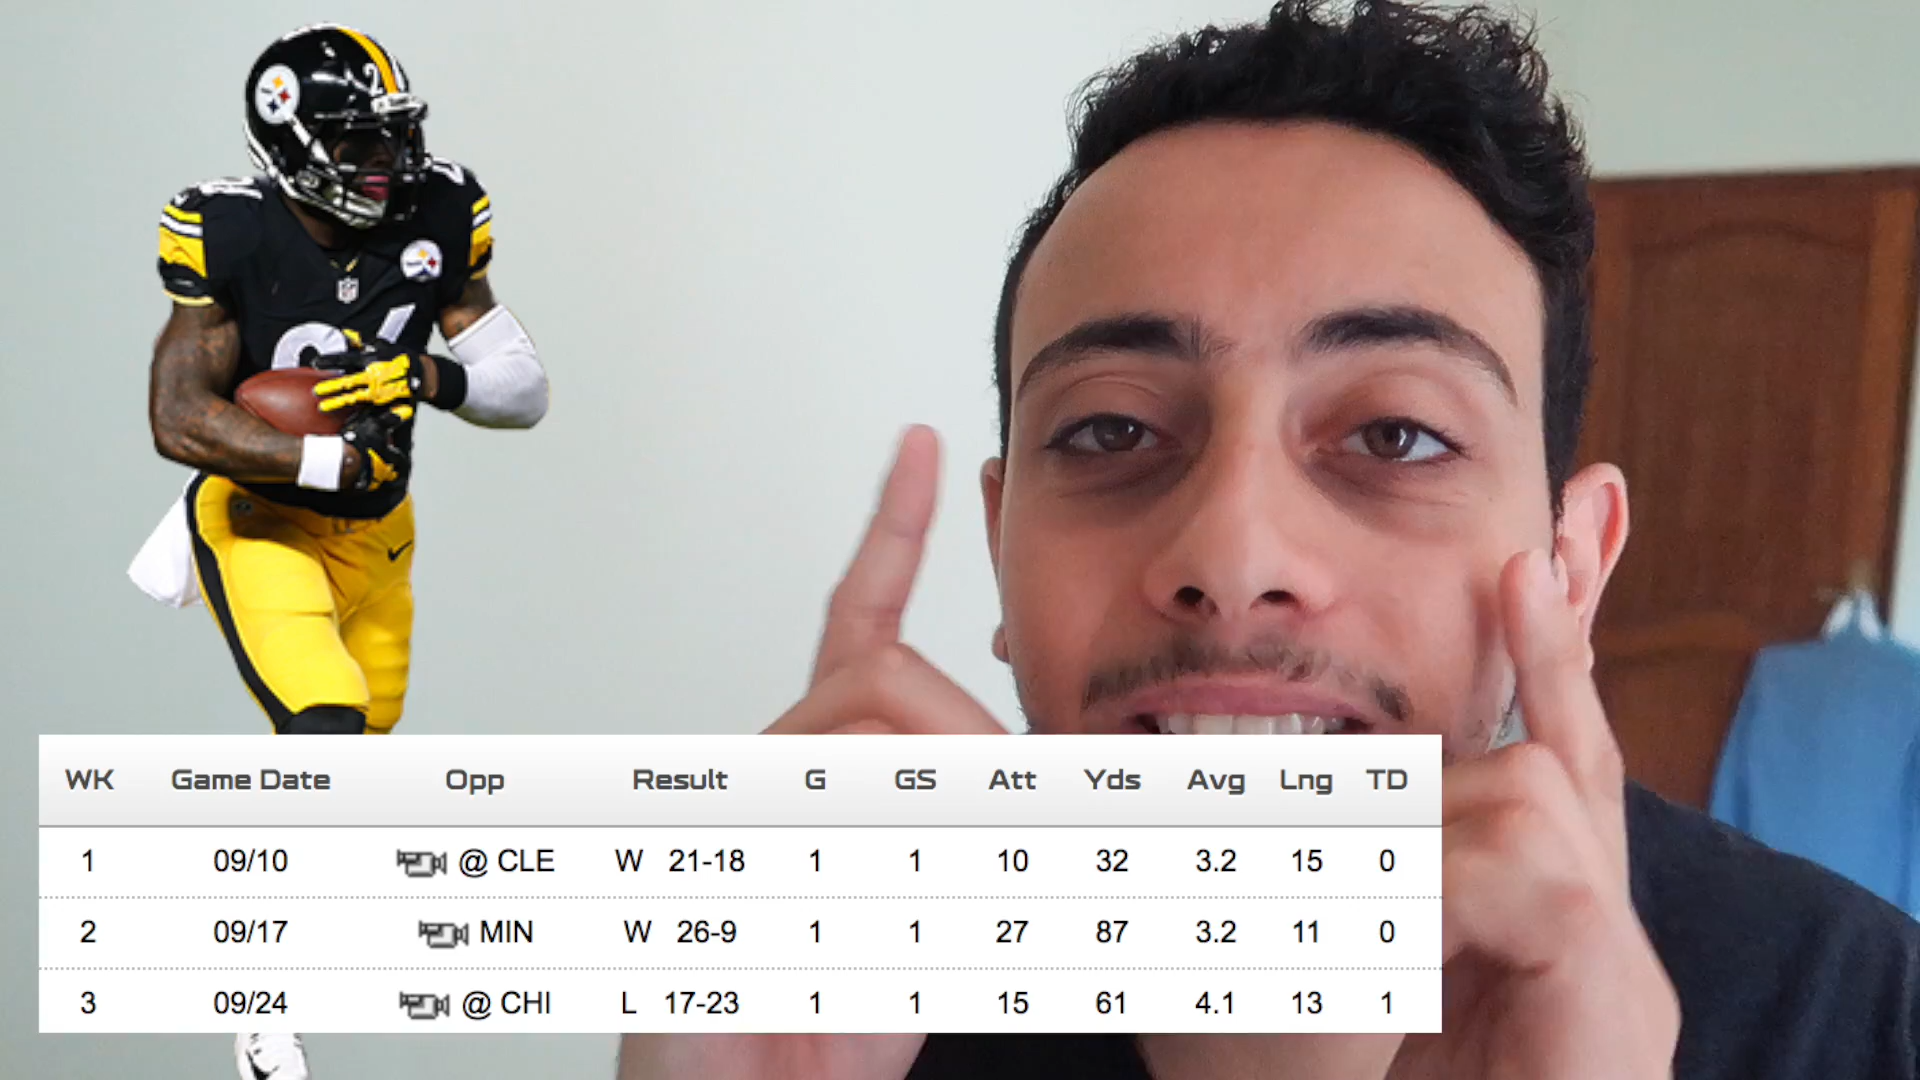 WK Game Date Opp Result G GS Att Yds Avg Lng TD
1 09/10 @ CLE W 21-18 1 1 10 32 3.2 15 0
2 09/17 MIN W 26-9 1 1 27 87 3.2 11 0
3 09/24 @ CHI L 17-23 1 1 15 61 4.1 13 1